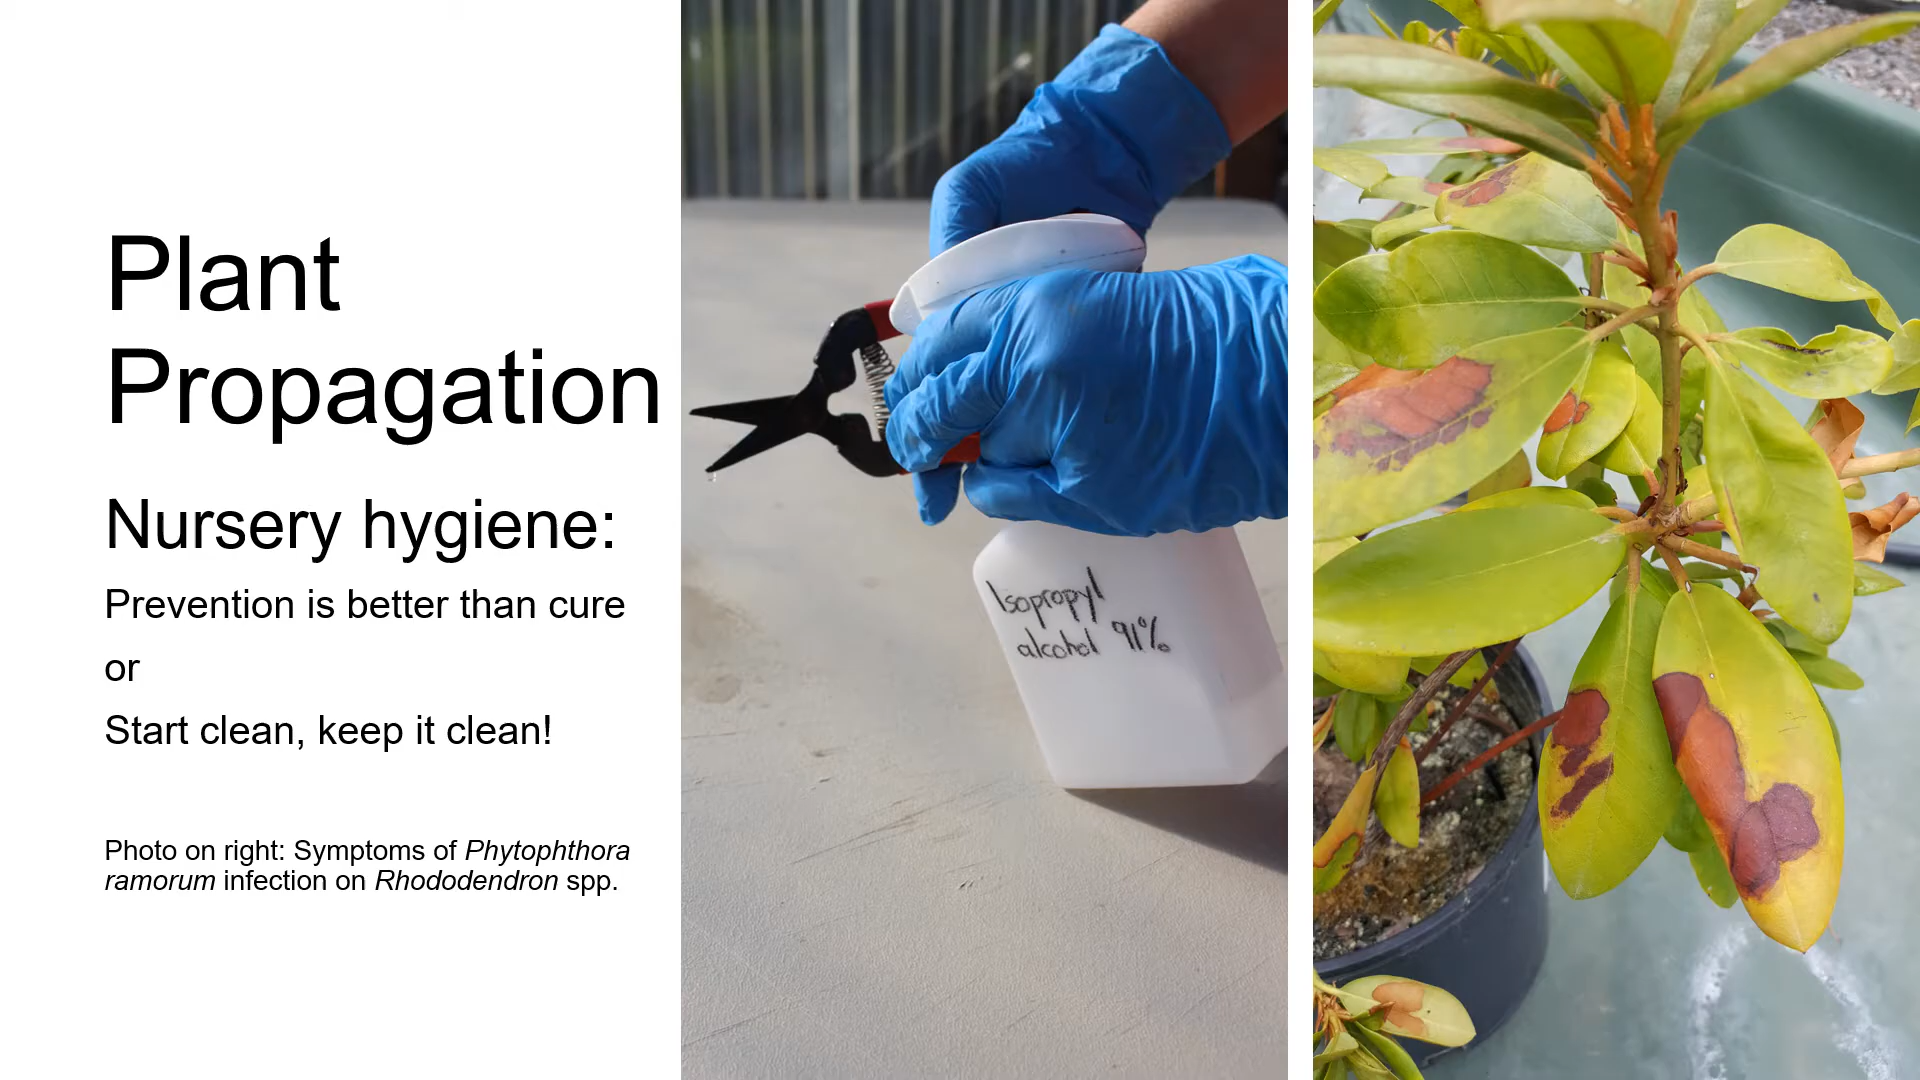 Plant
Propagation
Nursery hygiene:
Prevention is better than cure
or
Start clean, keep it clean!
Photo on right: Symptoms of Phytophthora
ramorum infection on Rhododendron spp.
Isopropyl
alcohol 91%